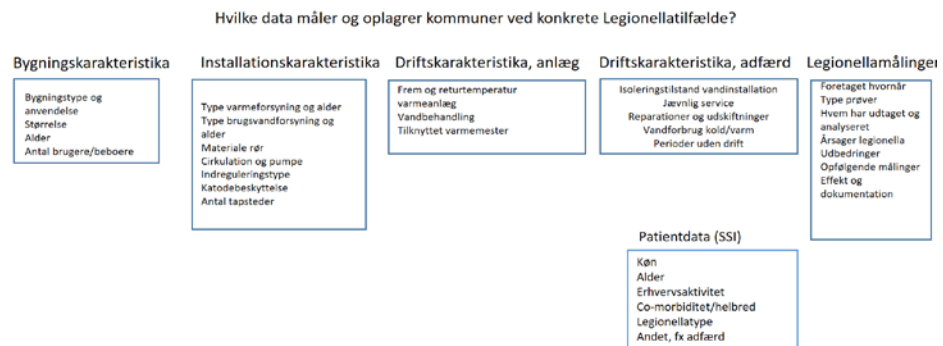 Hvilke data måler og oplagrer kommuner ved konkrete Legionellatilfælde?
Bygningskarakteristika
Bygningstype og
anvendelse
Størrelse
Alder
Antal brugere/beboere
Installationskarakteristika
Type varmeforsyning og alder
Type brugsvandforsyning og
alder
Materiale rør
Cirkulation og pumpe
Indreguleringstype
Katodebeskyttelse
Antal tapsteder
Driftskarakteristika, anlæg
Frem og returtemperatur
varmeanlæg
Vandbehandling
Tilknyttet varmemester
Driftskarakteristika, adfærd
Isoleringstilstand vandinstallation
Jævnlig service
Reparationer og udskiftninger
Vandforbrug kold/varm
Perioder uden drift
Legionellamålinger
Foretaget hvornår
Type prøver
Hvem har udtaget og
analyseret
Årsager legionella
Udbedringer
Opfølgende målinger
Effekt og
dokumentation
Patientdata (SSI)
Køn
Alder
Erhvervsaktivitet
Co-morbiditet/helbred
Legionellatype
Andet, fx adfærd